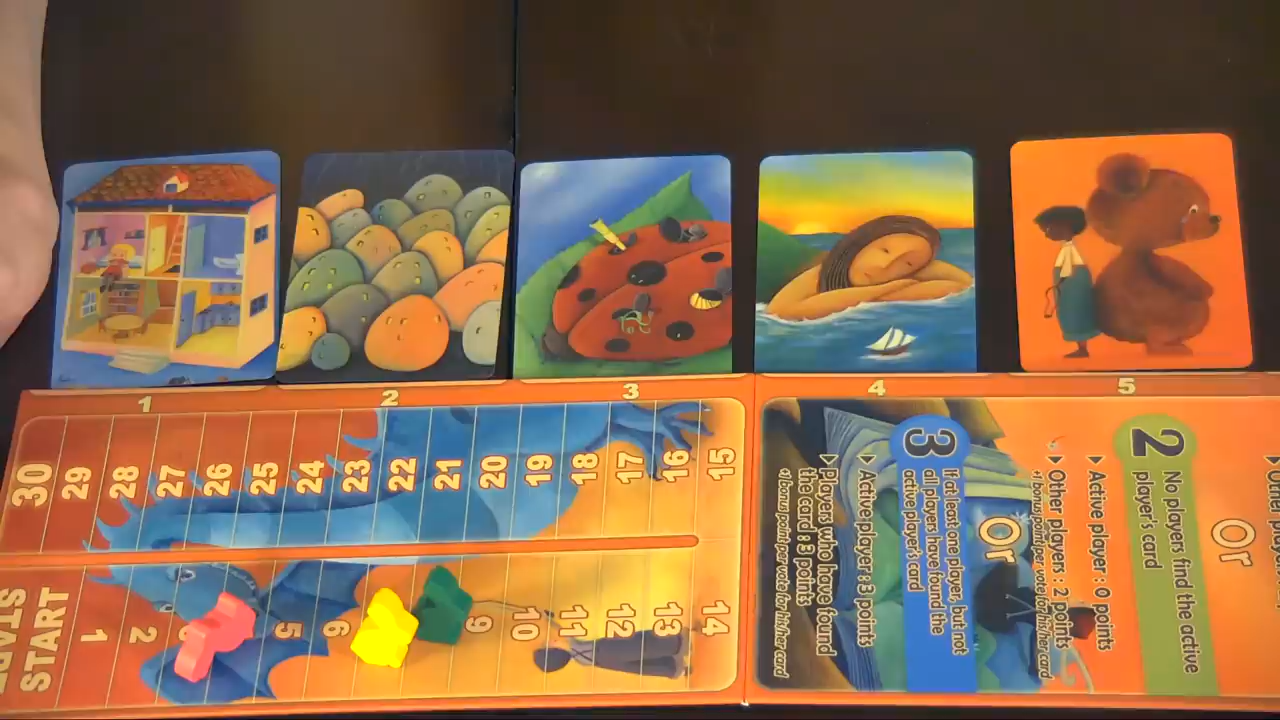 1
2
3
4
5
30
29
28
27
26
25
24
23
22
21
20
19
18
17
16
15
START
START
1
2
5
6
9
10
11
12
13
14
3
If at least one player, but not
all players have found the
active player's card
▶ Active player : 3 points
▶ Players who have found
the card : 3 points
+1 bonus point per vote for his/her card
Or
2
No players find the active
player's card
▶ Active player : 0 points
▶ Other players : 2 points
+1 bonus point per vote for his/her card
Or